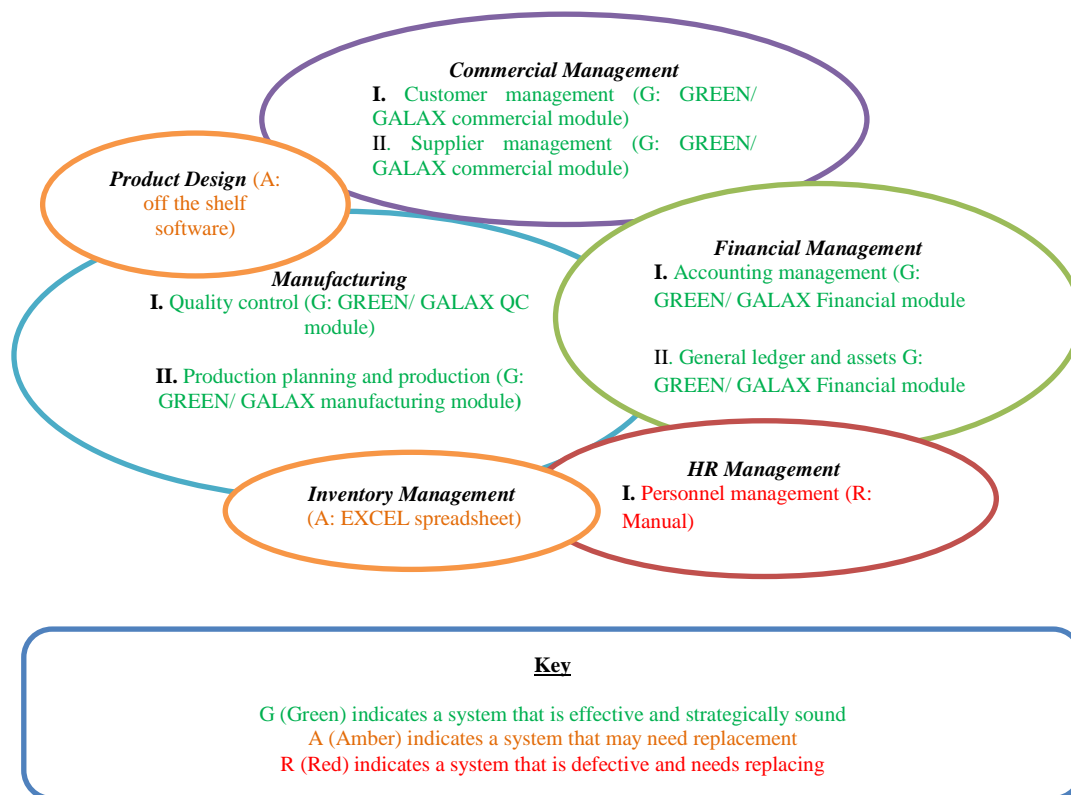 Commercial Management
I. Customer management (G: GREEN/
GALAX commercial module)
II. Supplier management (G: GREEN/
GALAX commercial module)
Product Design (A:
off the shelf
software)
Financial Management
I. Accounting management (G:
GREEN/ GALAX Financial module
II. General ledger and assets G:
GREEN/ GALAX Financial module
Manufacturing
I. Quality control (G: GREEN/ GALAX QC
module)
II. Production planning and production (G:
GREEN/ GALAX manufacturing module)
HR Management
I. Personnel management (R:
Manual)
Inventory Management
(A: EXCEL spreadsheet)
Key
G (Green) indicates a system that is effective and strategically sound
A (Amber) indicates a system that may need replacement
R (Red) indicates a system that is defective and needs replacing